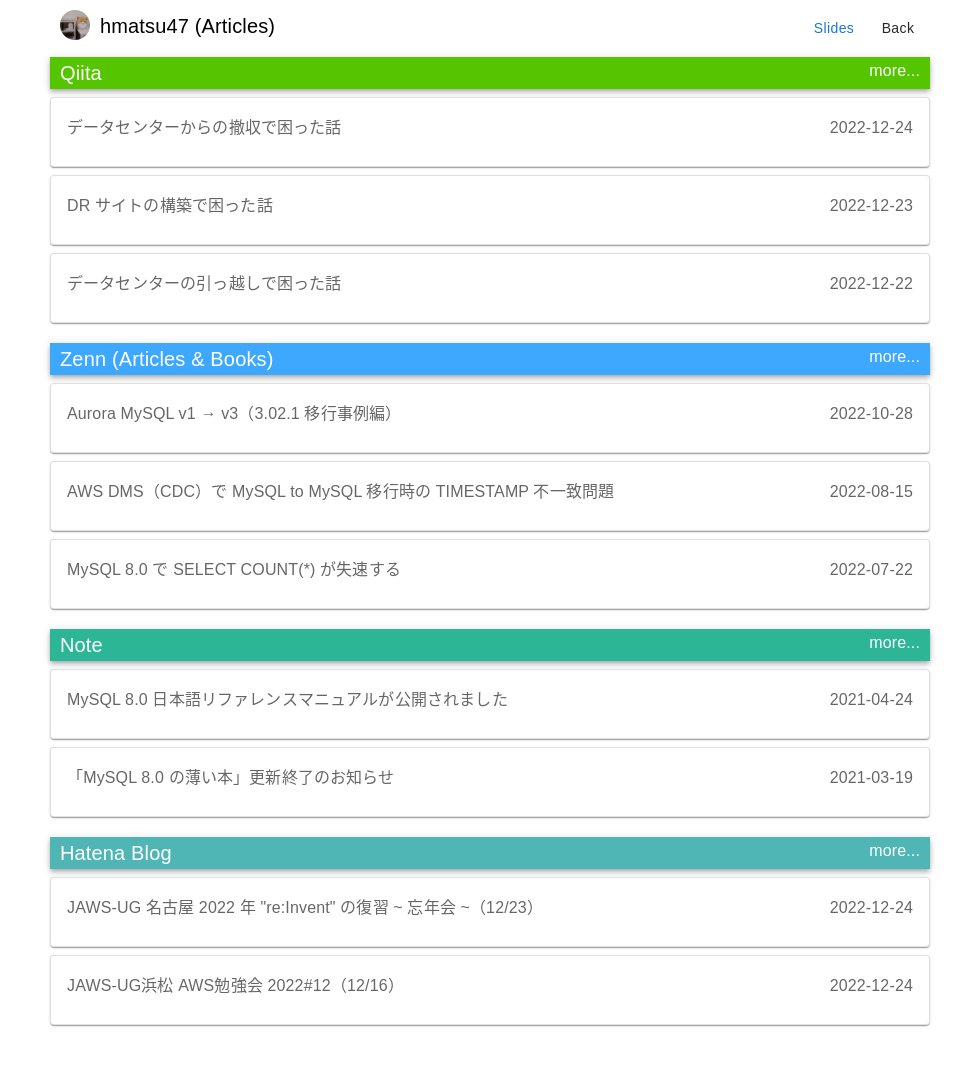 hmatsu47 (Articles)
Slides Back
Qiita more...
データセンターからの撤収で困った話 2022-12-24
DR サイトの構築で困った話 2022-12-23
データセンターの引っ越しで困った話 2022-12-22
Zenn (Articles & Books) more...
Aurora MySQL v1 → v3（3.02.1 移行事例編） 2022-10-28
AWS DMS（CDC）で MySQL to MySQL 移行時の TIMESTAMP 不一致問題 2022-08-15
MySQL 8.0 で SELECT COUNT(*) が失速する 2022-07-22
Note more...
MySQL 8.0 日本語リファレンスマニュアルが公開されました 2021-04-24
「MySQL 8.0 の薄い本」更新終了のお知らせ 2021-03-19
Hatena Blog more...
JAWS-UG 名古屋 2022 年 "re:Invent" の復習 ~ 忘年会 ~（12/23） 2022-12-24
JAWS-UG浜松 AWS勉強会 2022#12（12/16） 2022-12-24